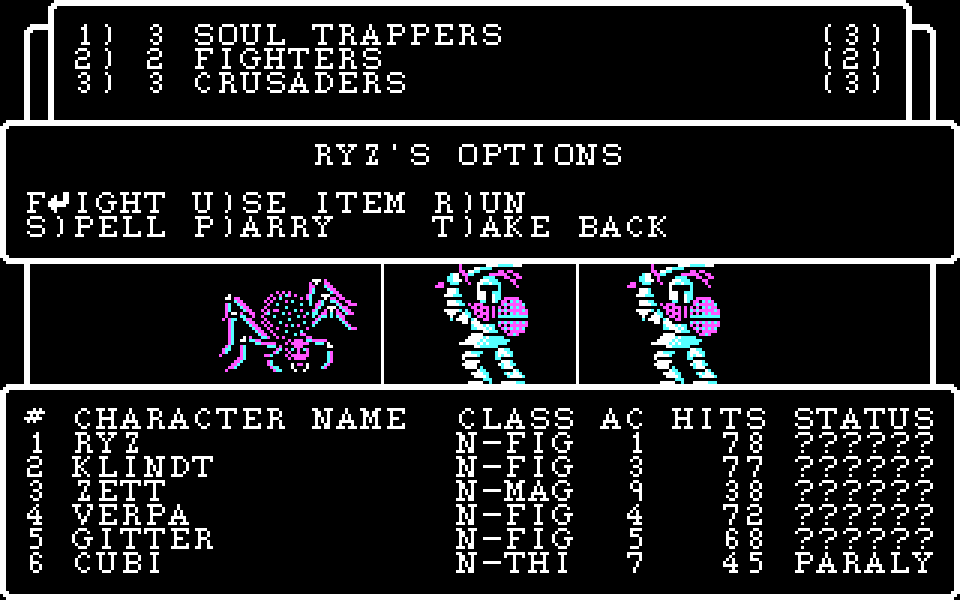 1) 3 SOUL TRAPPERS (3)
2) 2 FIGHTERS (2)
3) 3 CRUSADERS (3)
RYZ'S OPTIONS
F↵IGHT U)SE ITEM R)UN
S)PELL P)ARRY T)AKE BACK
# CHARACTER NAME CLASS AC HITS STATUS
1 RYZ N-FIG 1 78 ??????
2 KLINDT N-FIG 3 77 ??????
3 ZETT N-MAG 9 38 ??????
4 VERPA N-FIG 4 72 ??????
5 GITTER N-FIG 5 68 ??????
6 CUBI N-THI 7 45 PARALY